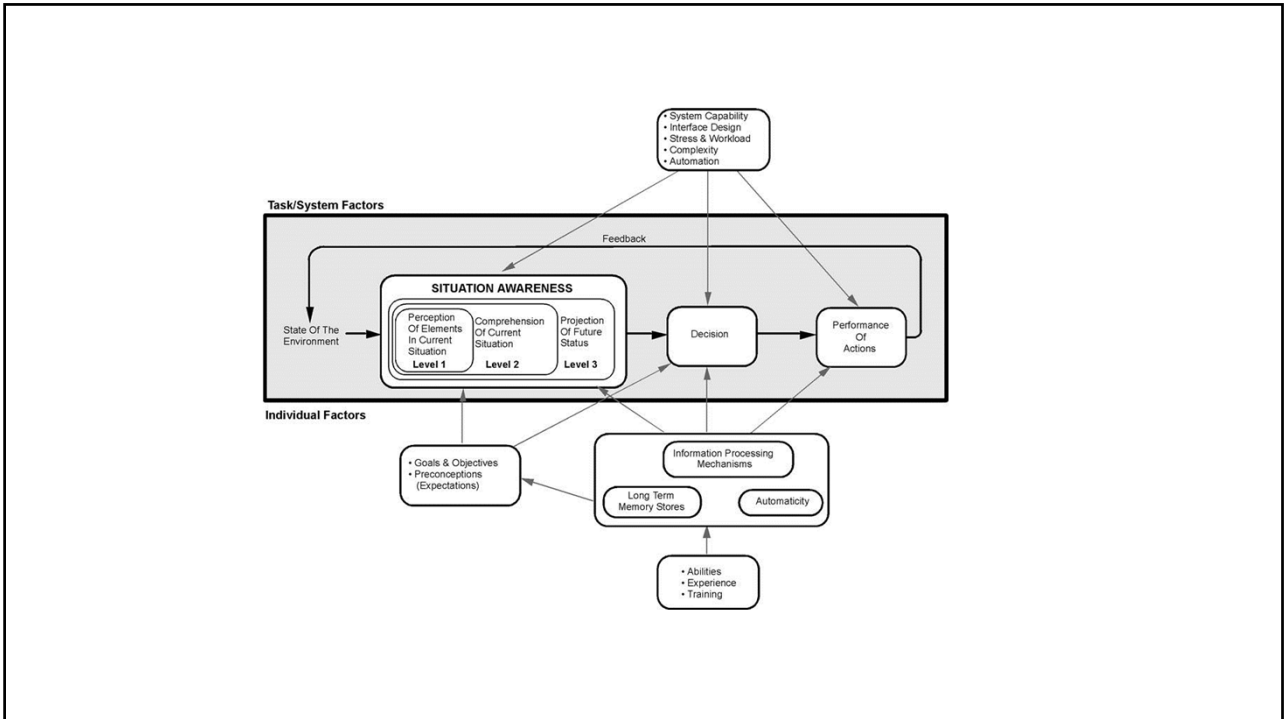 • System Capability
• Interface Design
• Stress & Workload
• Complexity
• Automation
Task/System Factors
Feedback
State Of The
Environment
SITUATION AWARENESS
Perception
Of Elements
In Current
Situation
Level 1
Comprehension
Of Current
Situation
Level 2
Projection
Of Future
Status
Level 3
Decision
Performance
Of
Actions
Individual Factors
• Goals & Objectives
• Preconceptions
(Expectations)
Information Processing
Mechanisms
Long Term
Memory Stores
Automaticity
• Abilities
• Experience
• Training